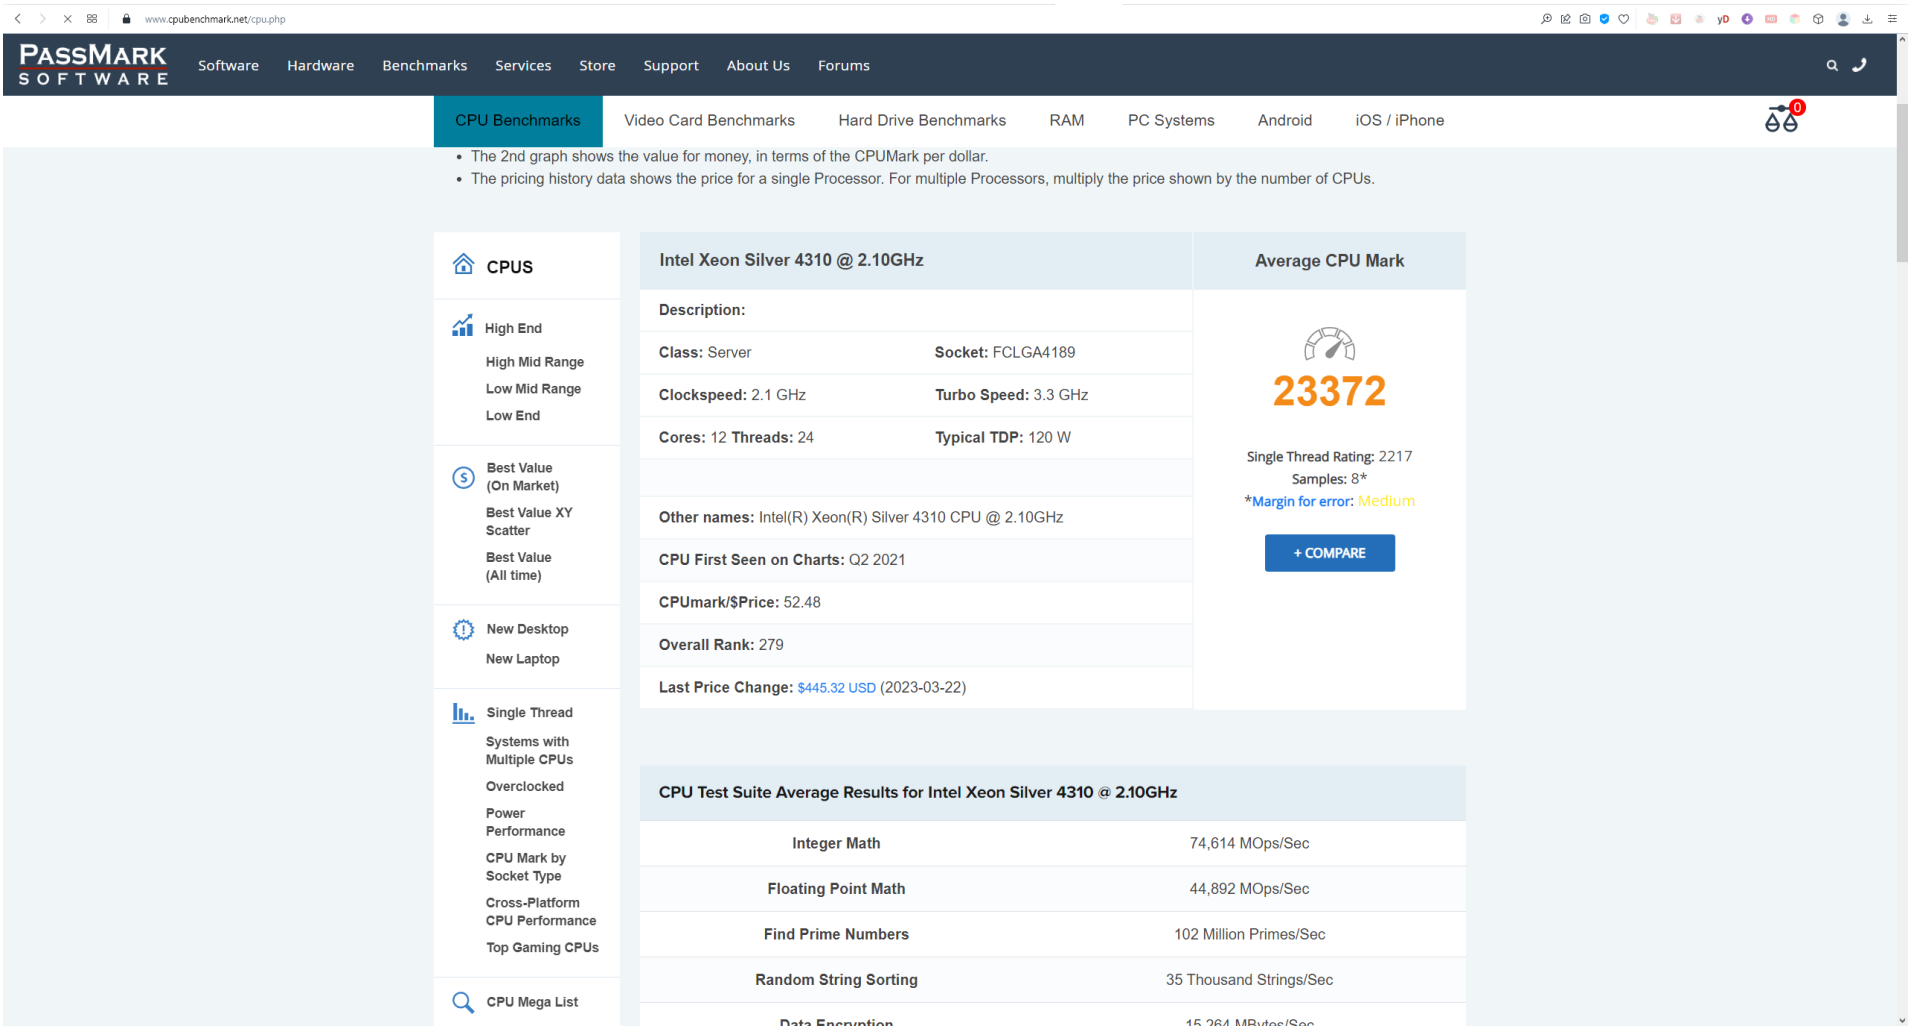 www.cpubenchmark.net/cpu.php
yD
PASSMARK
SOFTWARE
Software Hardware Benchmarks Services Store Support About Us Forums
CPU Benchmarks Video Card Benchmarks Hard Drive Benchmarks RAM PC Systems Android iOS / iPhone
0
• The 2nd graph shows the value for money, in terms of the CPUMark per dollar.
• The pricing history data shows the price for a single Processor. For multiple Processors, multiply the price shown by the number of CPUs.
CPUS
High End
High Mid Range
Low Mid Range
Low End
Best Value
(On Market)
Best Value XY
Scatter
Best Value
(All time)
New Desktop
New Laptop
Single Thread
Systems with
Multiple CPUs
Overclocked
Power
Performance
CPU Mark by
Socket Type
Cross-Platform
CPU Performance
Top Gaming CPUs
CPU Mega List
Intel Xeon Silver 4310 @ 2.10GHz
Description:
Class: Server Socket: FCLGA4189
Clockspeed: 2.1 GHz Turbo Speed: 3.3 GHz
Cores: 12 Threads: 24 Typical TDP: 120 W
Other names: Intel(R) Xeon(R) Silver 4310 CPU @ 2.10GHz
CPU First Seen on Charts: Q2 2021
CPUmark/$Price: 52.48
Overall Rank: 279
Last Price Change: $445.32 USD (2023-03-22)
Average CPU Mark
23372
Single Thread Rating: 2217
Samples: 8*
*Margin for error: Medium
+ COMPARE
CPU Test Suite Average Results for Intel Xeon Silver 4310 @ 2.10GHz
Integer Math 74,614 MOps/Sec
Floating Point Math 44,892 MOps/Sec
Find Prime Numbers 102 Million Primes/Sec
Random String Sorting 35 Thousand Strings/Sec
Data Encryption 15,264 MBytes/Sec